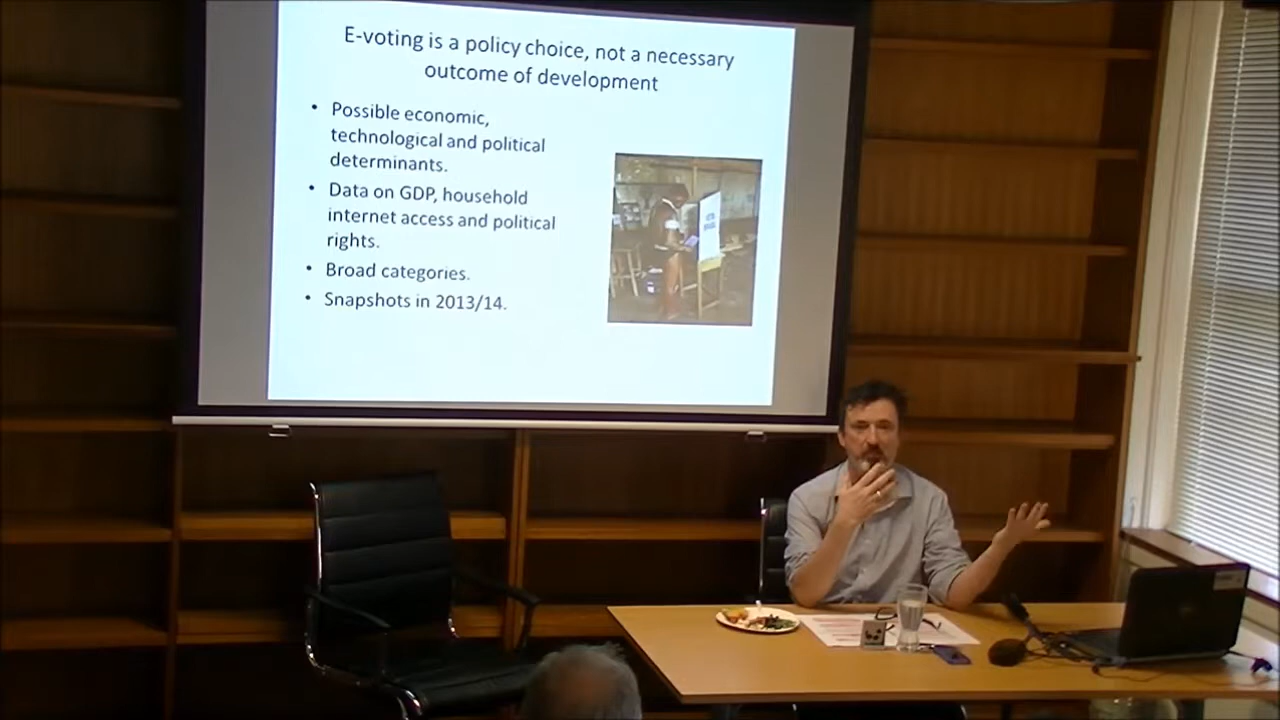 E-voting is a policy choice, not a necessary
outcome of development
• Possible economic,
technological and political
determinants.
• Data on GDP, household
internet access and political
rights.
• Broad categories.
• Snapshots in 2013/14.